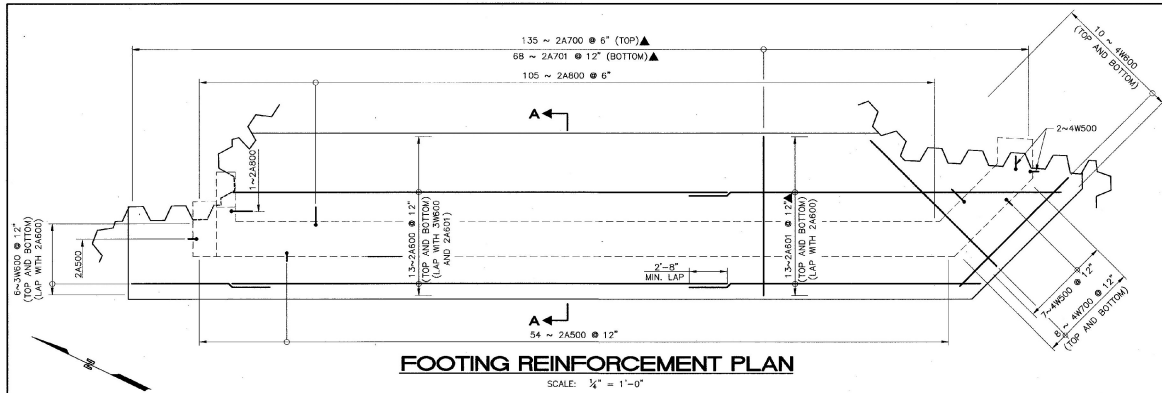 135 ~ 2A700 @ 6" (TOP)▲
68 ~ 2A701 @ 12" (BOTTOM)▲
105 ~ 2A800 @ 6"
10 ~ 4W600
(TOP AND BOTTOM)
A
2~4W500
1~2A800
6~3W600 @ 12"
(TOP AND BOTTOM)
(LAP WITH 2A600)
2A500
13~2A600 @ 12"
(TOP AND BOTTOM)
(LAP WITH 3W600
AND 2A601)
2'-8"
MIN. LAP
13~2A601 @ 12"▲
(TOP AND BOTTOM)
(LAP WITH 2A600)
7~4W500 @ 12"
8 ~ 4W700 @ 12"
(TOP AND BOTTOM)
A
54 ~ 2A500 @ 12"
FOOTING REINFORCEMENT PLAN
SCALE: ¼" = 1'-0"